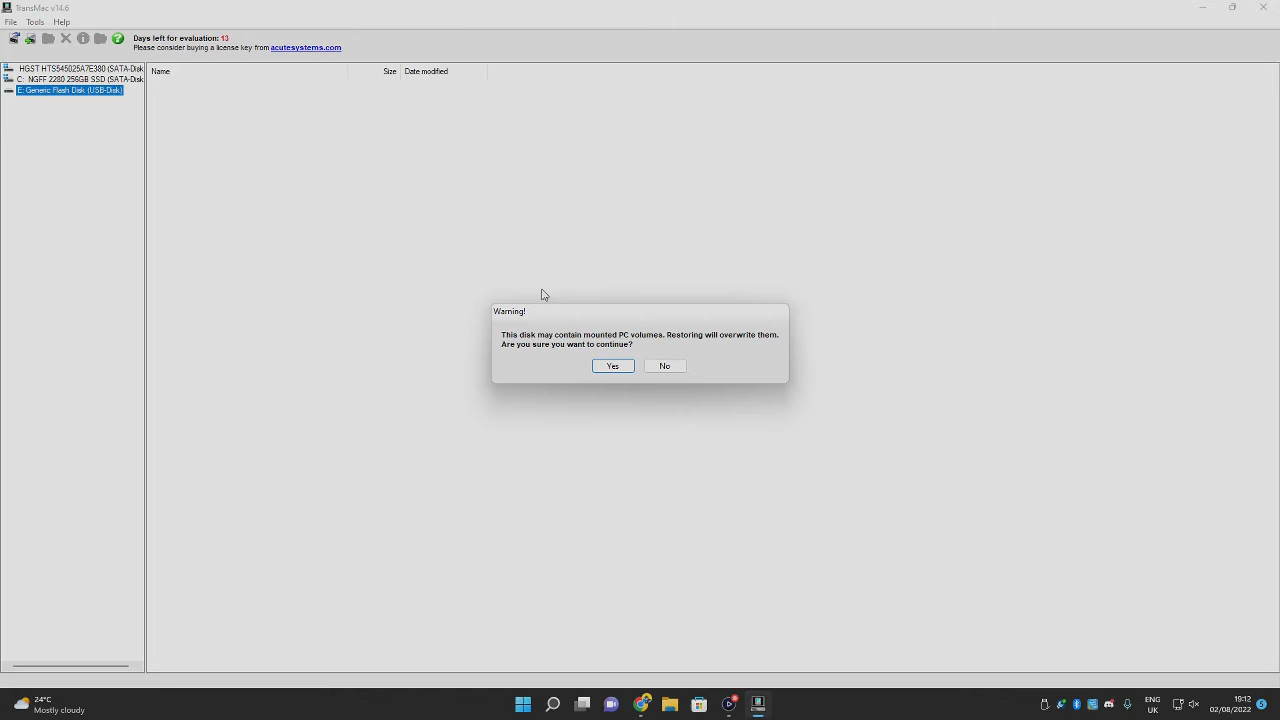 TransMac v14.6
File Tools Help
Days left for evaluation: 13
Please consider buying a license key from acutesystems.com
HGST HTS545025A7E380 (SATA-Disk
C: NGFF 2280 256GB SSD (SATA-Disk
E: Generic Flash Disk (USB-Disk)
Name Size Date modified
Warning!
This disk may contain mounted PC volumes. Restoring will overwrite them.
Are you sure you want to continue?
Yes No
24°C
Mostly cloudy
ENG
UK
19:12
02/08/2022
5